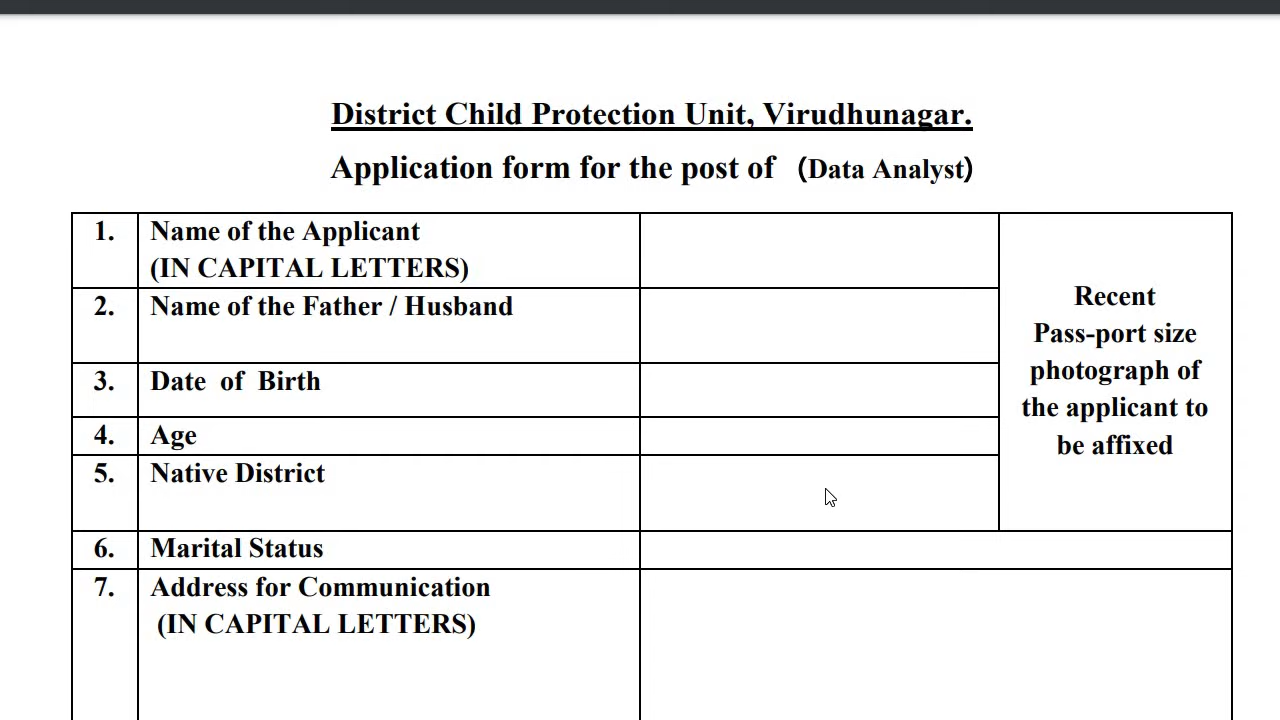 District Child Protection Unit, Virudhunagar.
Application form for the post of (Data Analyst)
1. Name of the Applicant
(IN CAPITAL LETTERS)
2. Name of the Father / Husband
3. Date of Birth
4. Age
5. Native District
Recent
Pass-port size
photograph of
the applicant to
be affixed
6. Marital Status
7. Address for Communication
(IN CAPITAL LETTERS)